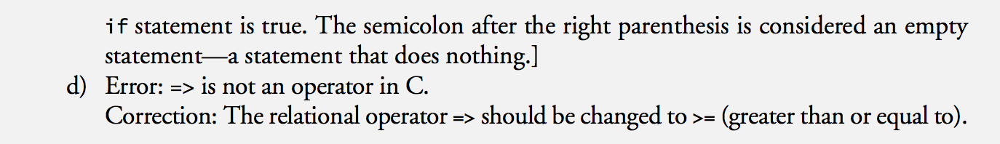 if statement is true. The semicolon after the right parenthesis is considered an empty
statement—a statement that does nothing.]
d) Error: => is not an operator in C.
Correction: The relational operator => should be changed to >= (greater than or equal to).